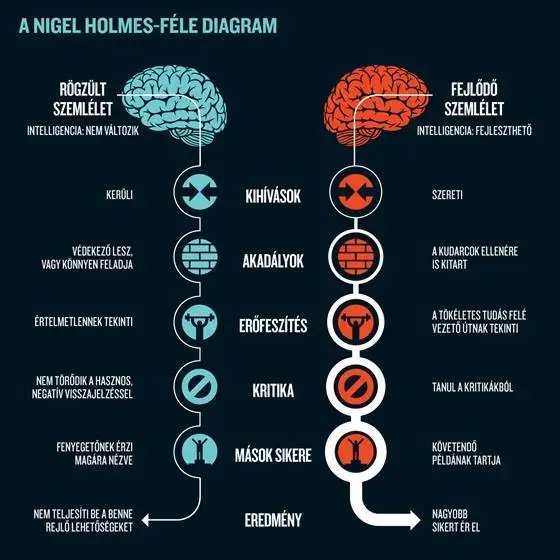 A NIGEL HOLMES-FÉLE DIAGRAM
RÖGZÜLT
SZEMLÉLET
INTELLIGENCIA: NEM VÁLTOZIK
FEJLŐDŐ
SZEMLÉLET
INTELLIGENCIA: FEJLESZTHETŐ
KERÜLI
KIHÍVÁSOK
SZERETI
VÉDEKEZŐ LESZ,
VAGY KÖNNYEN FELADJA
AKADÁLYOK
A KUDARCOK ELLENÉRE
IS KITART
ÉRTELMETLENNEK TEKINTI
ERŐFESZÍTÉS
A TÖKÉLETES TUDÁS FELÉ
VEZETŐ ÚTNAK TEKINTI
NEM TÖRŐDIK A HASZNOS,
NEGATÍV VISSZAJELZÉSSEL
KRITIKA
TANUL A KRITIKÁKBÓL
FENYEGETŐNEK ÉRZI
MAGÁRA NÉZVE
MÁSOK SIKERE
KÖVETENDŐ
PÉLDÁNAK TARTJA
NEM TELJESÍTI BE A BENNE
REJLŐ LEHETŐSÉGEKET
EREDMÉNY
NAGYOBB
SIKERT ÉR EL